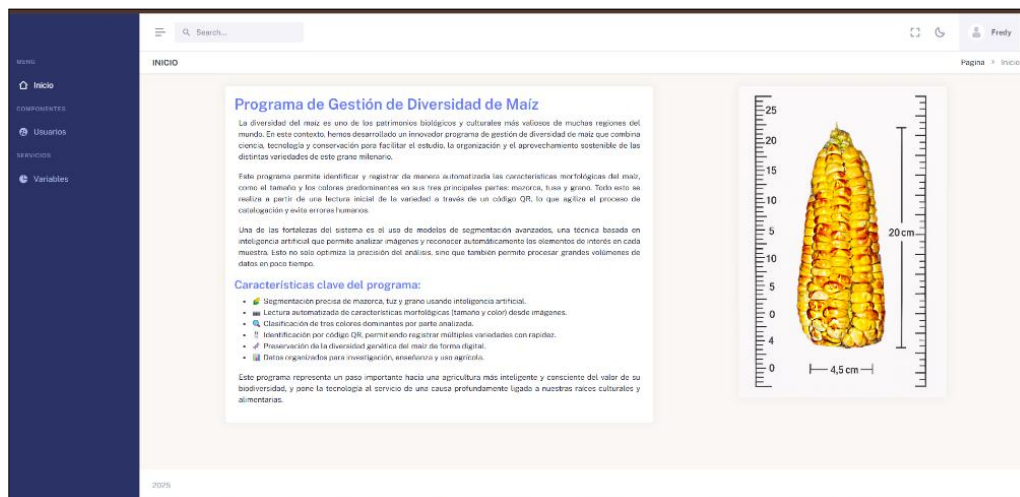 Search...
Fredy
MENÚ
INICIO
Pagina > Inicio
Inicio
COMPONENTES
Usuarios
SERVICIOS
Variables
Programa de Gestión de Diversidad de Maíz
La diversidad del maíz es uno de los patrimonios biológicos y culturales más valiosos de muchas regiones del
mundo. En este contexto, hemos desarrollado un innovador programa de gestión de diversidad de maíz que combina
ciencia, tecnología y conservación para facilitar el estudio, la organización y el aprovechamiento sostenible de las
distintas variedades de este grano milenario.
Este programa permite identificar y registrar de manera automatizada las características morfológicas del maíz,
como el tamaño y los colores predominantes en sus tres principales partes: mazorca, tusa y grano. Todo esto se
realiza a partir de una lectura inicial de la variedad a través de un código QR, lo que agiliza el proceso de
catalogación y evita errores humanos.
Una de las fortalezas del sistema es el uso de modelos de segmentación avanzados, una técnica basada en
inteligencia artificial que permite analizar imágenes y reconocer automáticamente los elementos de interés en cada
muestra. Esto no solo optimiza la precisión del análisis, sino que también permite procesar grandes volúmenes de
datos en poco tiempo.
Características clave del programa:
Segmentación precisa de mazorca, tuz y grano usando inteligencia artificial.
Lectura automatizada de características morfológicas (tamaño y color) desde imágenes.
Clasificación de tres colores dominantes por parte analizada.
Identificación por código QR, permitiendo registrar múltiples variedades con rapidez.
Preservación de la diversidad genética del maíz de forma digital.
Datos organizados para investigación, enseñanza y uso agrícola.
Este programa representa un paso importante hacia una agricultura más inteligente y consciente del valor de su
biodiversidad, y pone la tecnología al servicio de una causa profundamente ligada a nuestras raíces culturales y
alimentarias.
25
20
15
10
5
10
5
0
4
0
20 cm
4,5 cm
2025